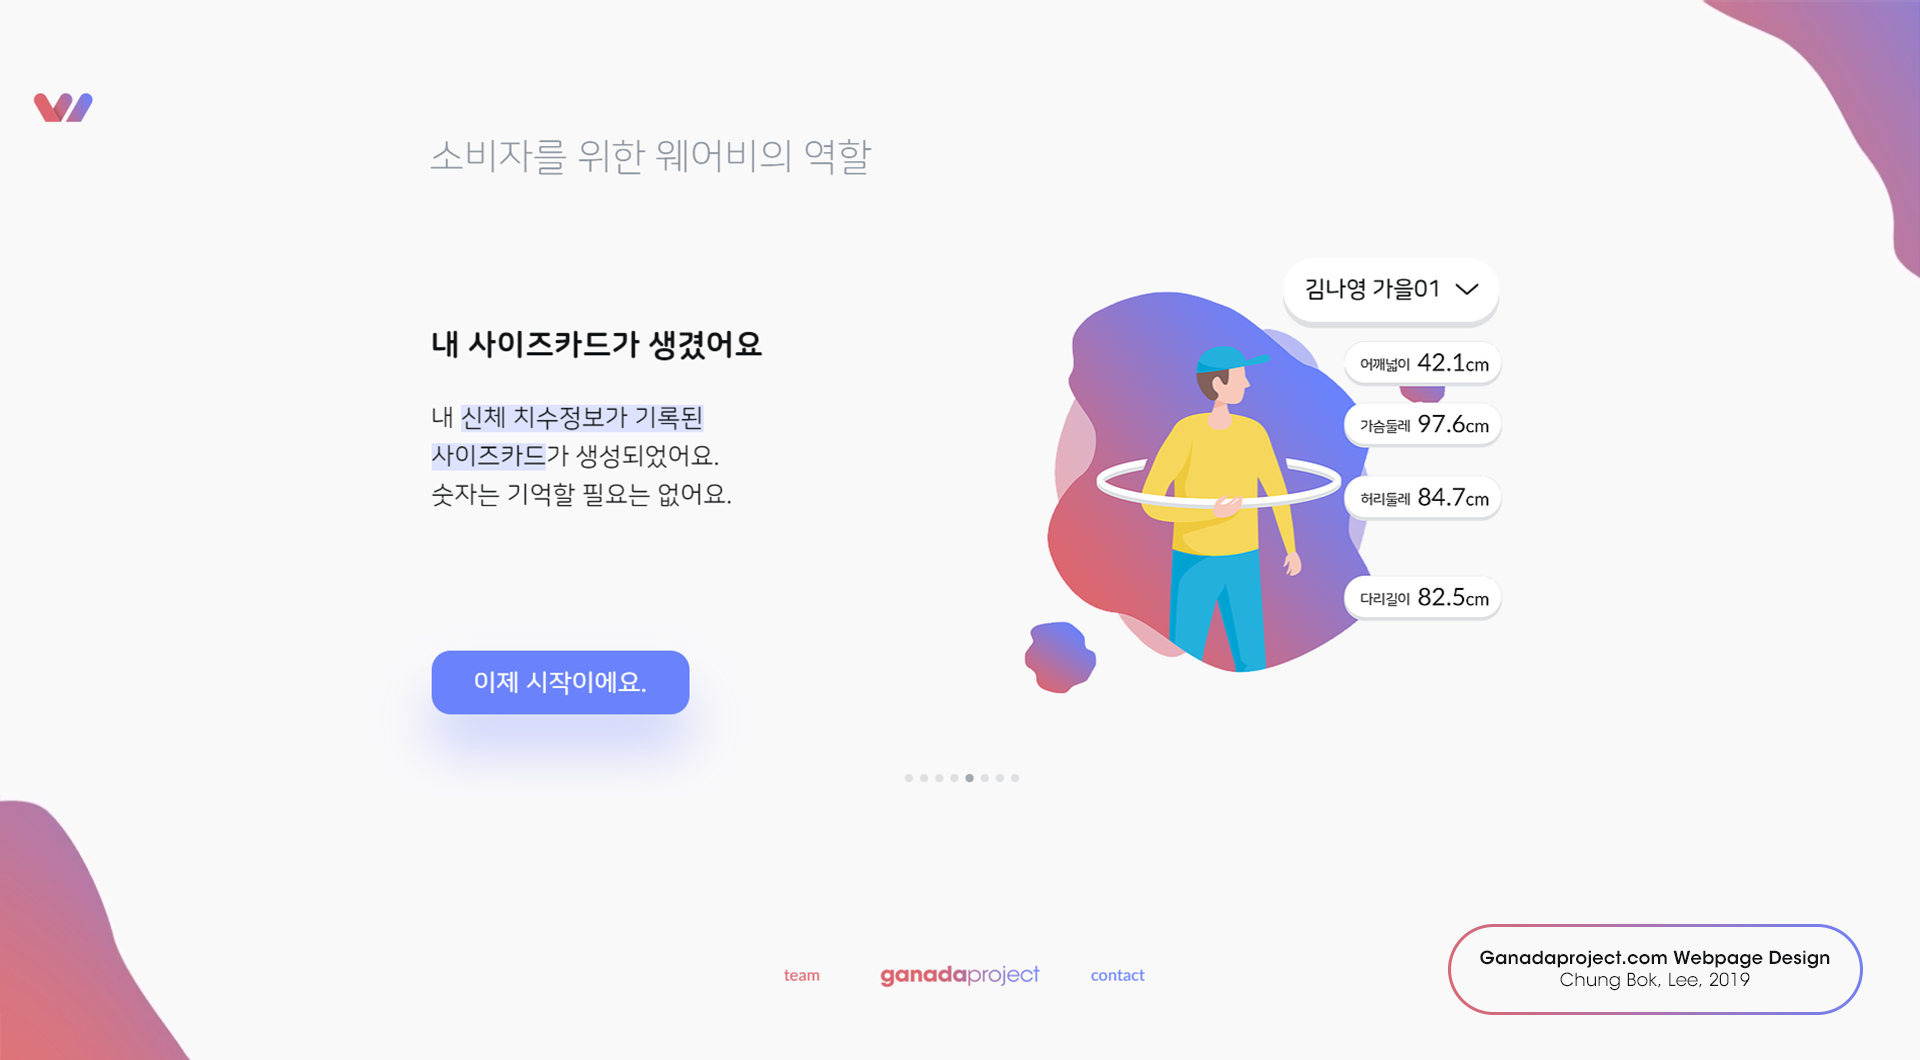 소비자를 위한 웨어비의 역할
내 사이즈카드가 생겼어요
내 신체 치수정보가 기록된
사이즈카드가 생성되었어요.
숫자는 기억할 필요는 없어요.
이제 시작이에요.
김나영 가을01
어깨넓이 42.1cm
가슴둘레 97.6cm
허리둘레 84.7cm
다리길이 82.5cm
team
ganadaproject
contact
Ganadaproject.com Webpage Design
Chung Bok, Lee, 2019